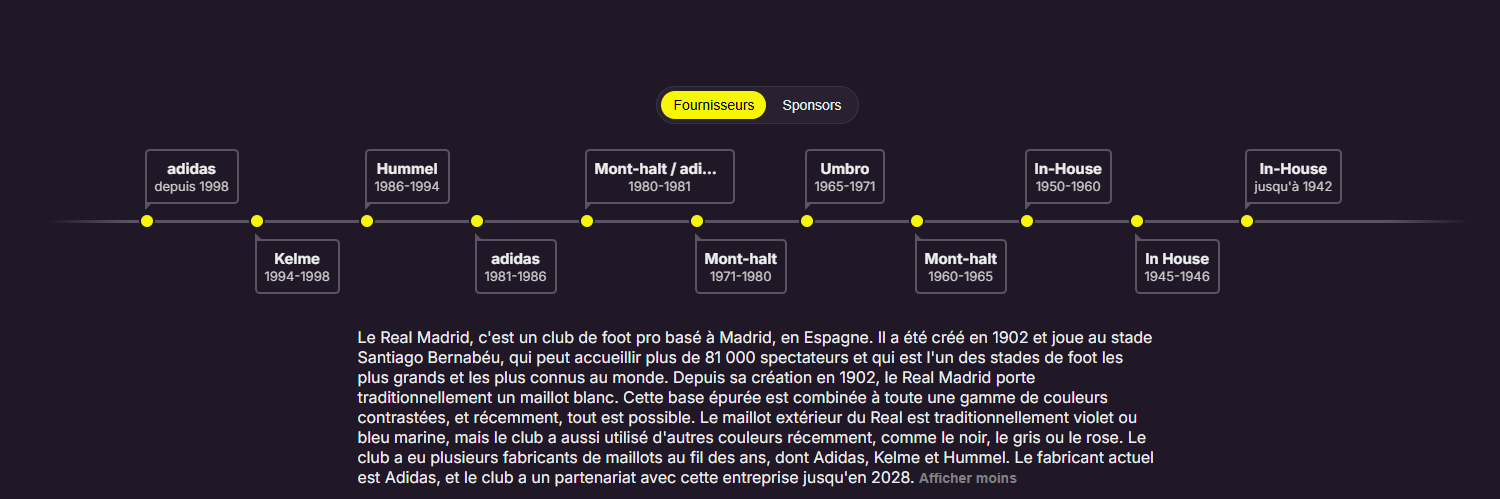 Fournisseurs Sponsors
adidas
depuis 1998
Hummel
1986-1994
Mont-halt / adi...
1980-1981
Umbro
1965-1971
In-House
1950-1960
In-House
jusqu'à 1942
Kelme
1994-1998
adidas
1981-1986
Mont-halt
1971-1980
Mont-halt
1960-1965
In House
1945-1946
Le Real Madrid, c'est un club de foot pro basé à Madrid, en Espagne. Il a été créé en 1902 et joue au stade
Santiago Bernabéu, qui peut accueillir plus de 81 000 spectateurs et qui est l'un des stades de foot les
plus grands et les plus connus au monde. Depuis sa création en 1902, le Real Madrid porte
traditionnellement un maillot blanc. Cette base épurée est combinée à toute une gamme de couleurs
contrastées, et récemment, tout est possible. Le maillot extérieur du Real est traditionnellement violet ou
bleu marine, mais le club a aussi utilisé d'autres couleurs récemment, comme le noir, le gris ou le rose. Le
club a eu plusieurs fabricants de maillots au fil des ans, dont Adidas, Kelme et Hummel. Le fabricant actuel
est Adidas, et le club a un partenariat avec cette entreprise jusqu'en 2028. Afficher moins